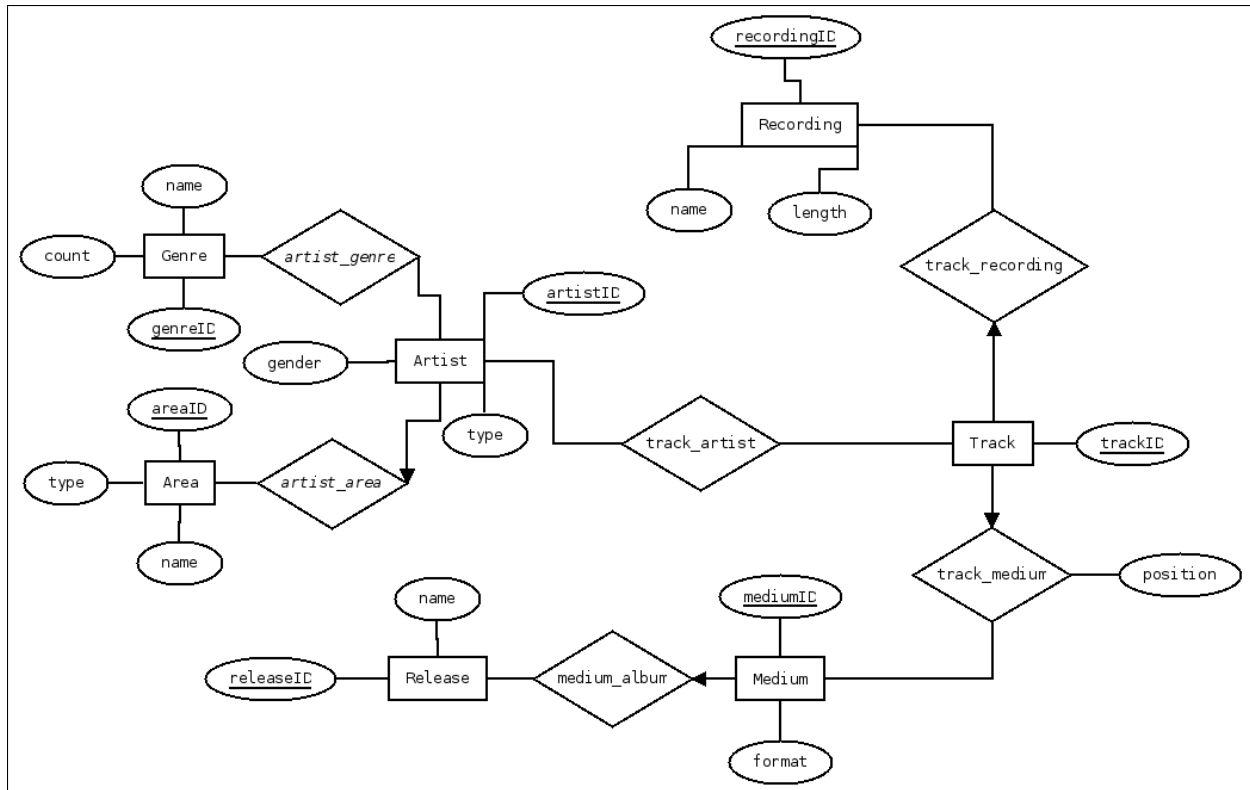 recordingID
Recording
name
length
name
count
Genre
artist_genre
genreID
track_recording
artistID
gender
Artist
areaID
type
track_artist
Track
trackID
type
Area
artist_area
name
track_medium
position
name
mediumID
releaseID
Release
medium_album
Medium
format